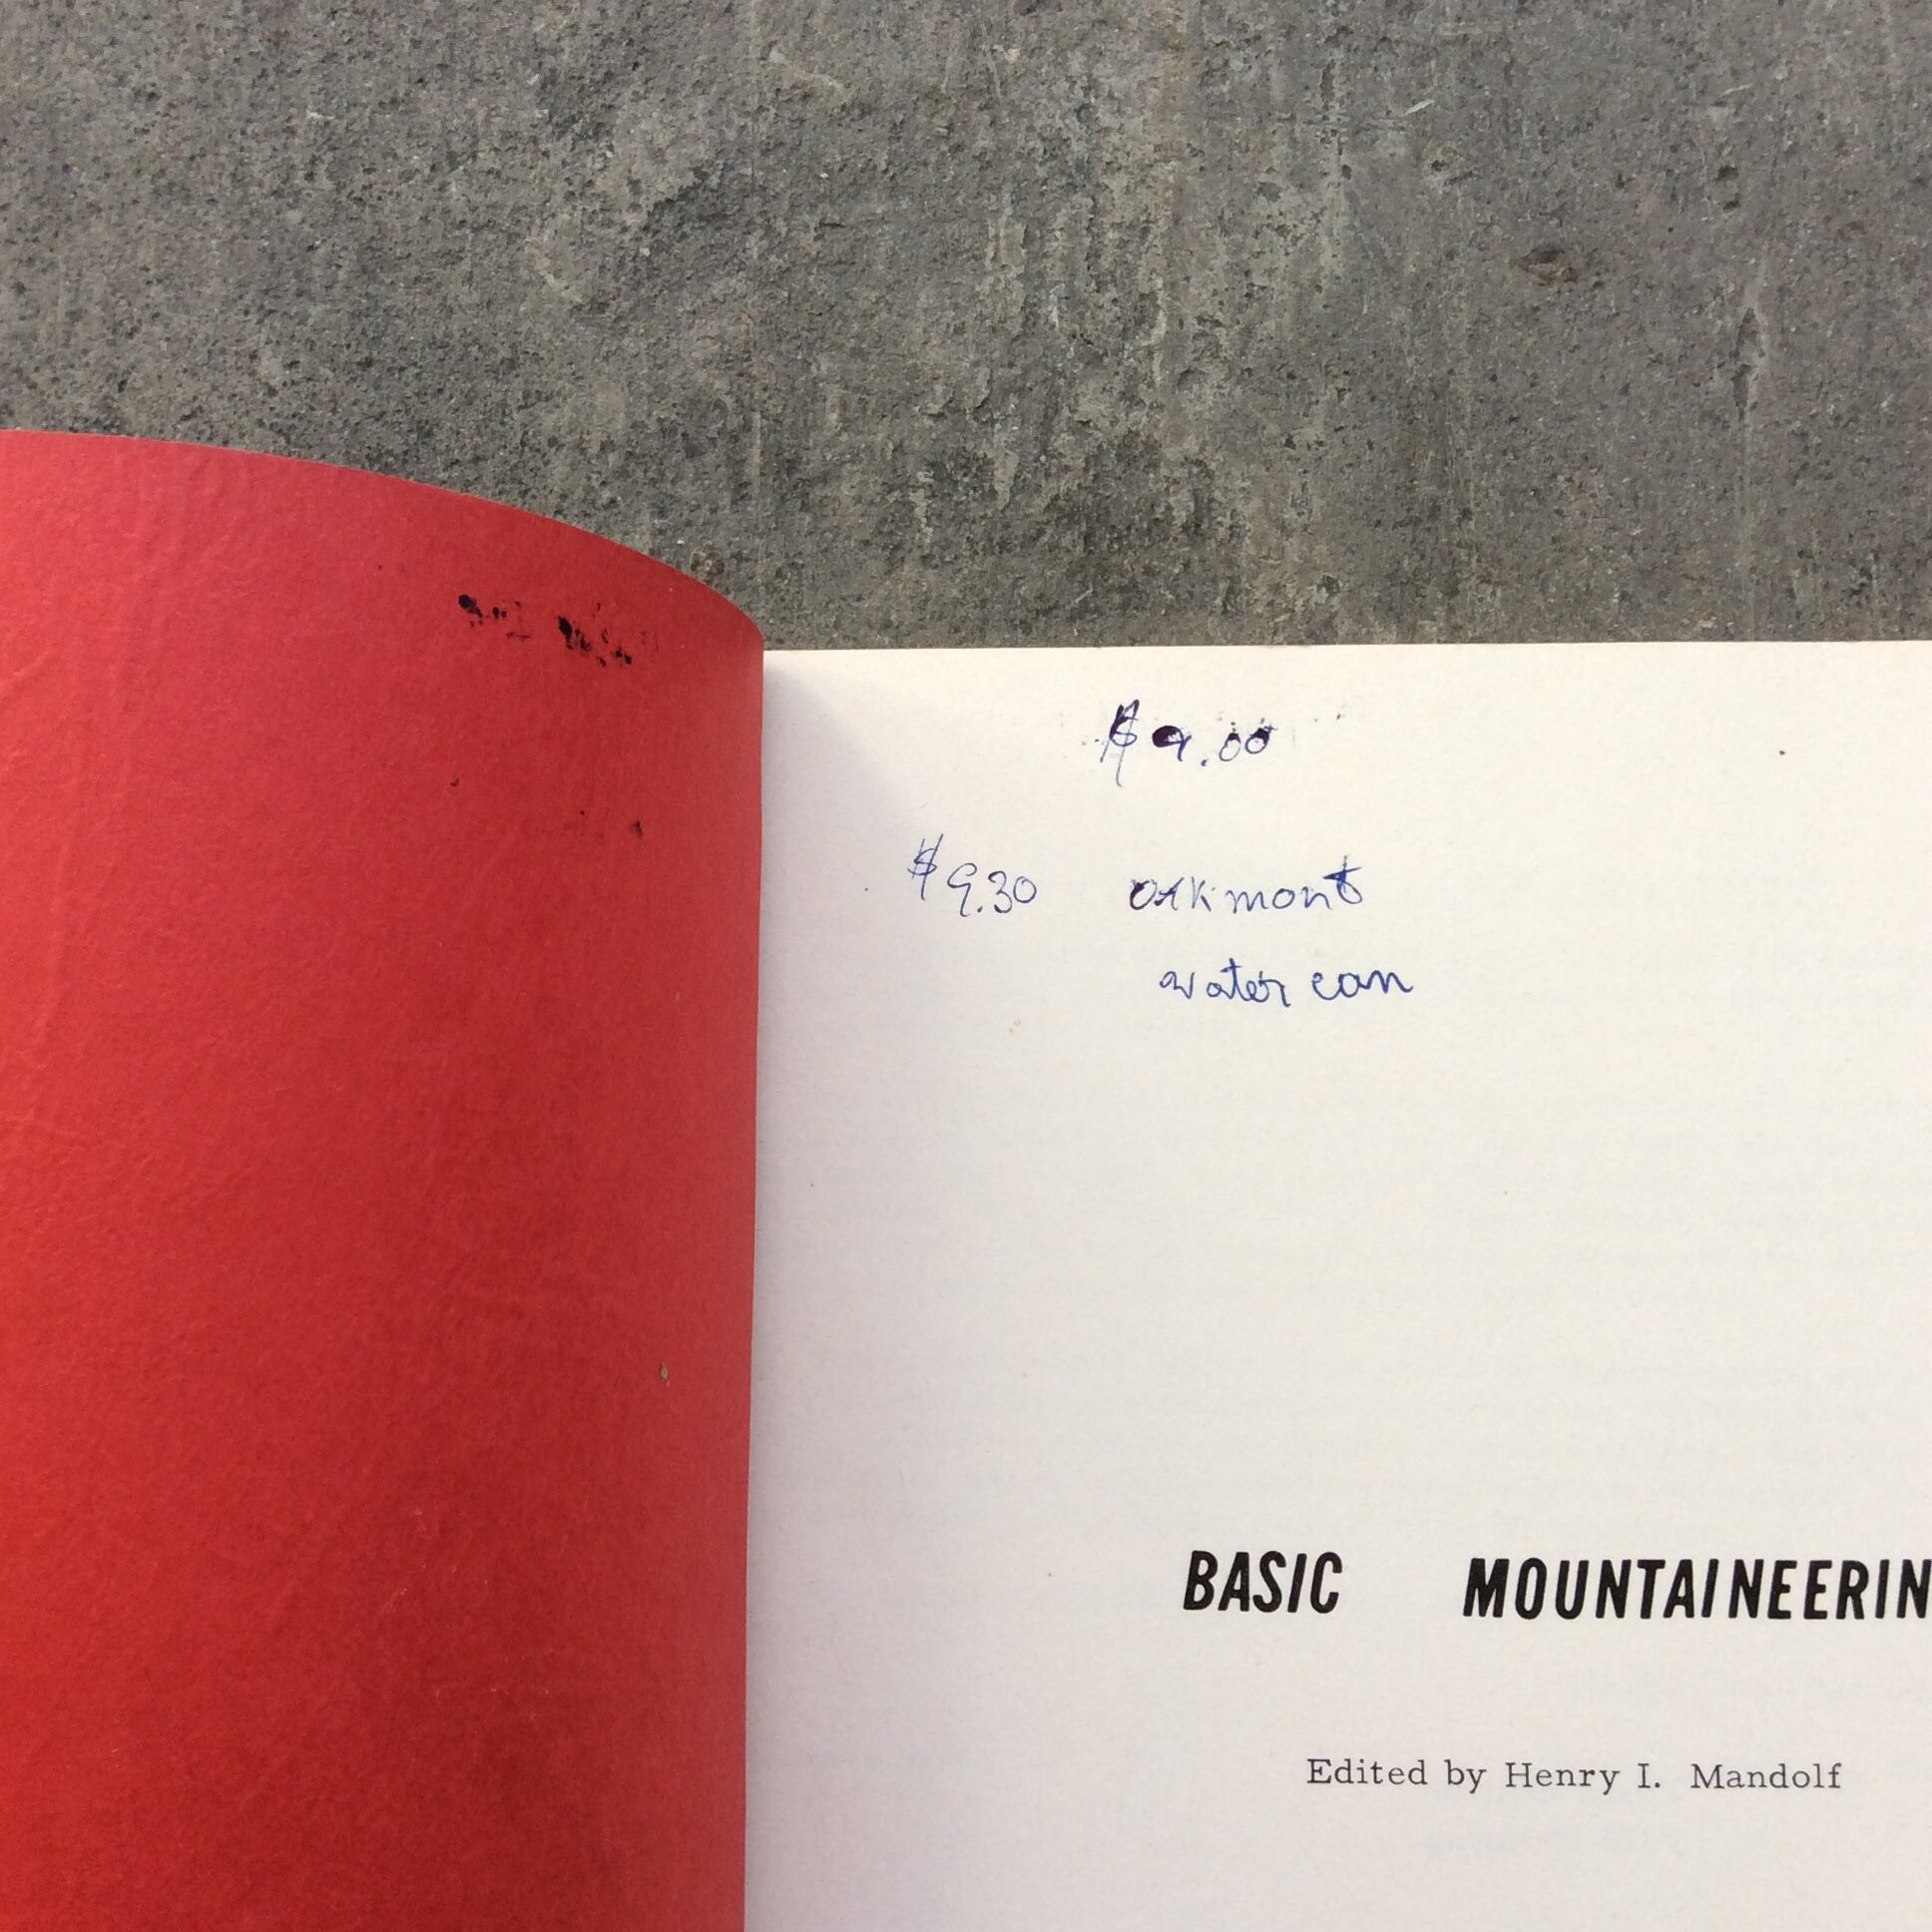 $9.00
$9.30 oakmont
water can
BASIC MOUNTAINEERIN
Edited by Henry I. Mandolf